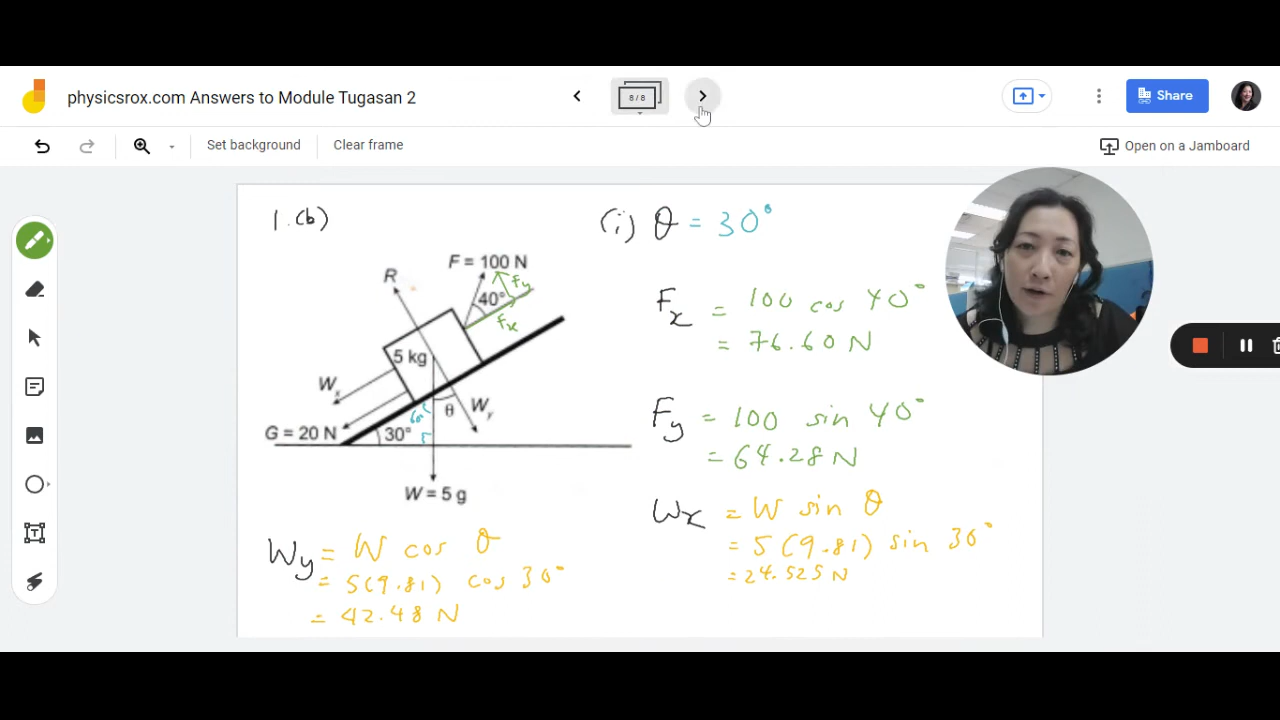 physicsrox.com Answers to Module Tugasan 2
8 / 8
Share
Set background
Clear frame
Open on a Jamboard
1.(b)
(i) θ = 30°
F = 100 N
R
Fy
40°
Fx
5 kg
Wx
θ
Wy
60°
G = 20 N
30°
W = 5 g
Fx = 100 cos 40°
= 76.60 N
Fy = 100 sin 40°
= 64.28 N
Wx = W sin θ
= 5 (9.81) sin 30°
= 24.525 N
Wy = W cos θ
= 5(9.81) cos 30°
= 42.48 N